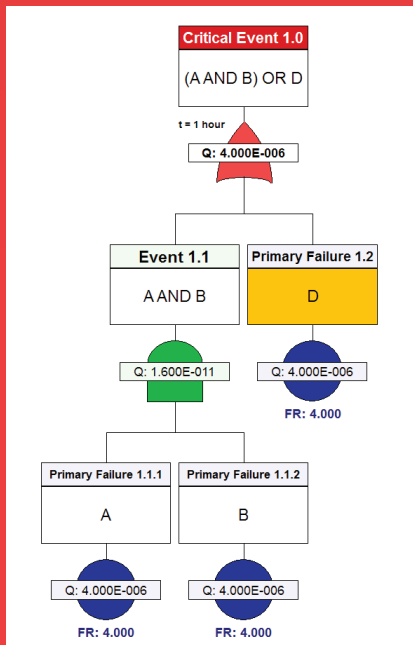 Critical Event 1.0
(A AND B) OR D
t = 1 hour
Q: 4.000E-006
Event 1.1
A AND B
Q: 1.600E-011
Primary Failure 1.2
D
Q: 4.000E-006
FR: 4.000
Primary Failure 1.1.1
A
Q: 4.000E-006
FR: 4.000
Primary Failure 1.1.2
B
Q: 4.000E-006
FR: 4.000